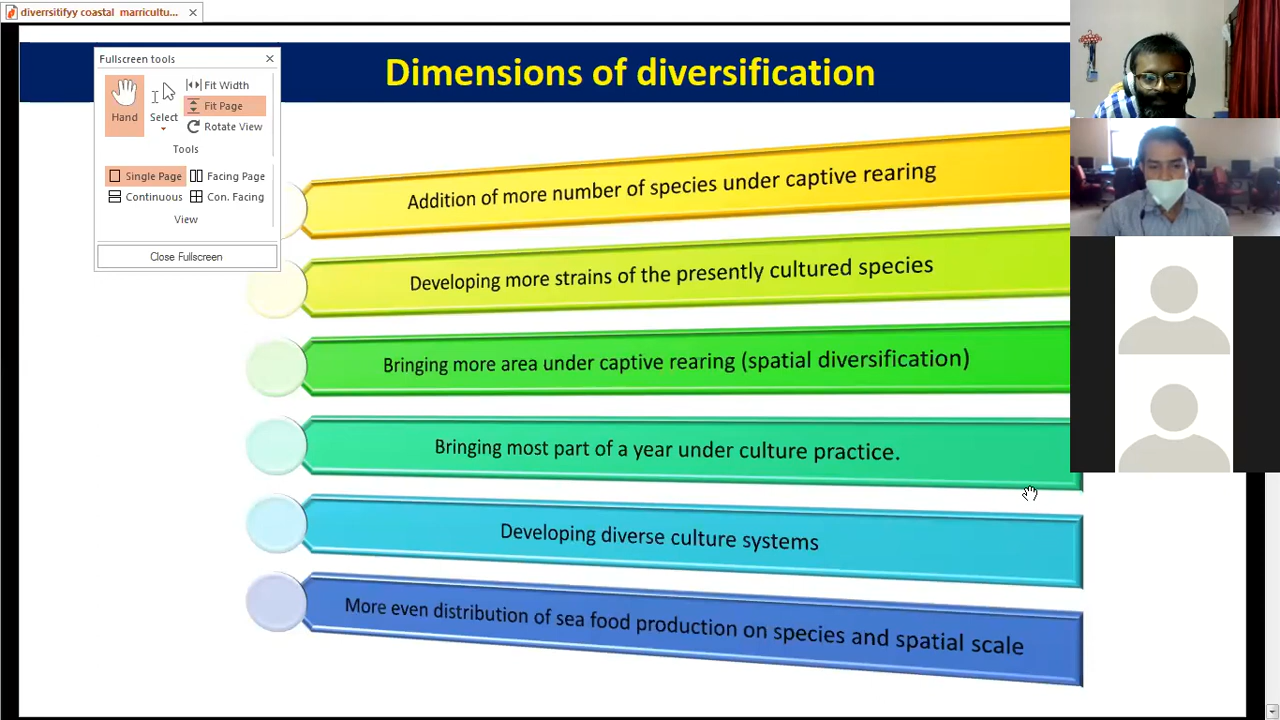 diverrsitifyy coastal marricultu...
Dimensions of diversification
Fullscreen tools
Hand
Select
Fit Width
Fit Page
Rotate View
Tools
Single Page
Facing Page
Continuous
Con. Facing
View
Close Fullscreen
Addition of more number of species under captive rearing
Developing more strains of the presently cultured species
Bringing more area under captive rearing (spatial diversification)
Bringing most part of a year under culture practice.
Developing diverse culture systems
More even distribution of sea food production on species and spatial scale